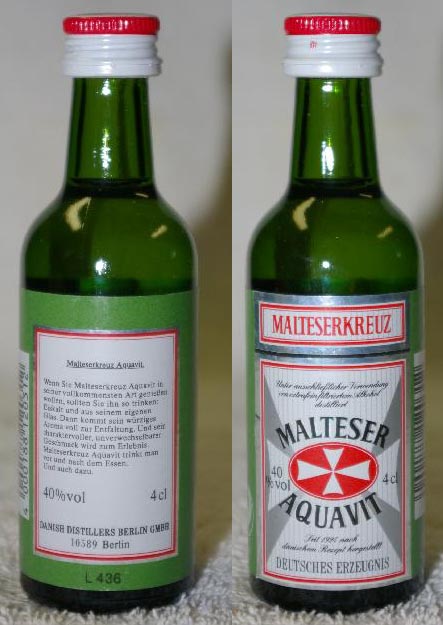 Malteserkreuz Aquavit.
Wenn Sie Malteserkreuz Aquavit in
seiner vollkommensten Art genießen
wollen, sollten Sie ihn so trinken:
Eiskalt und aus seinem eigenen
Glas. Dann kommt sein würziges
Aroma voll zur Entfaltung. Und sein
charaktervoller, unverwechselbarer
Geschmack wird zum Erlebnis.
Malteserkreuz Aquavit trinkt man
vor und nach dem Essen.
Und auch dazu.
40%vol 4 cl
DANISH DISTILLERS BERLIN GMBH
10589 Berlin
L 436
MALTESERKREUZ
Unter ausschließlicher Verwendung
von extrafein filtriertem Alkohol
destilliert
MALTESER
40
%vol
4 cl
AQUAVIT
Seit 1924 nach
dänischem Rezept hergestellt
DEUTSCHES ERZEUGNIS